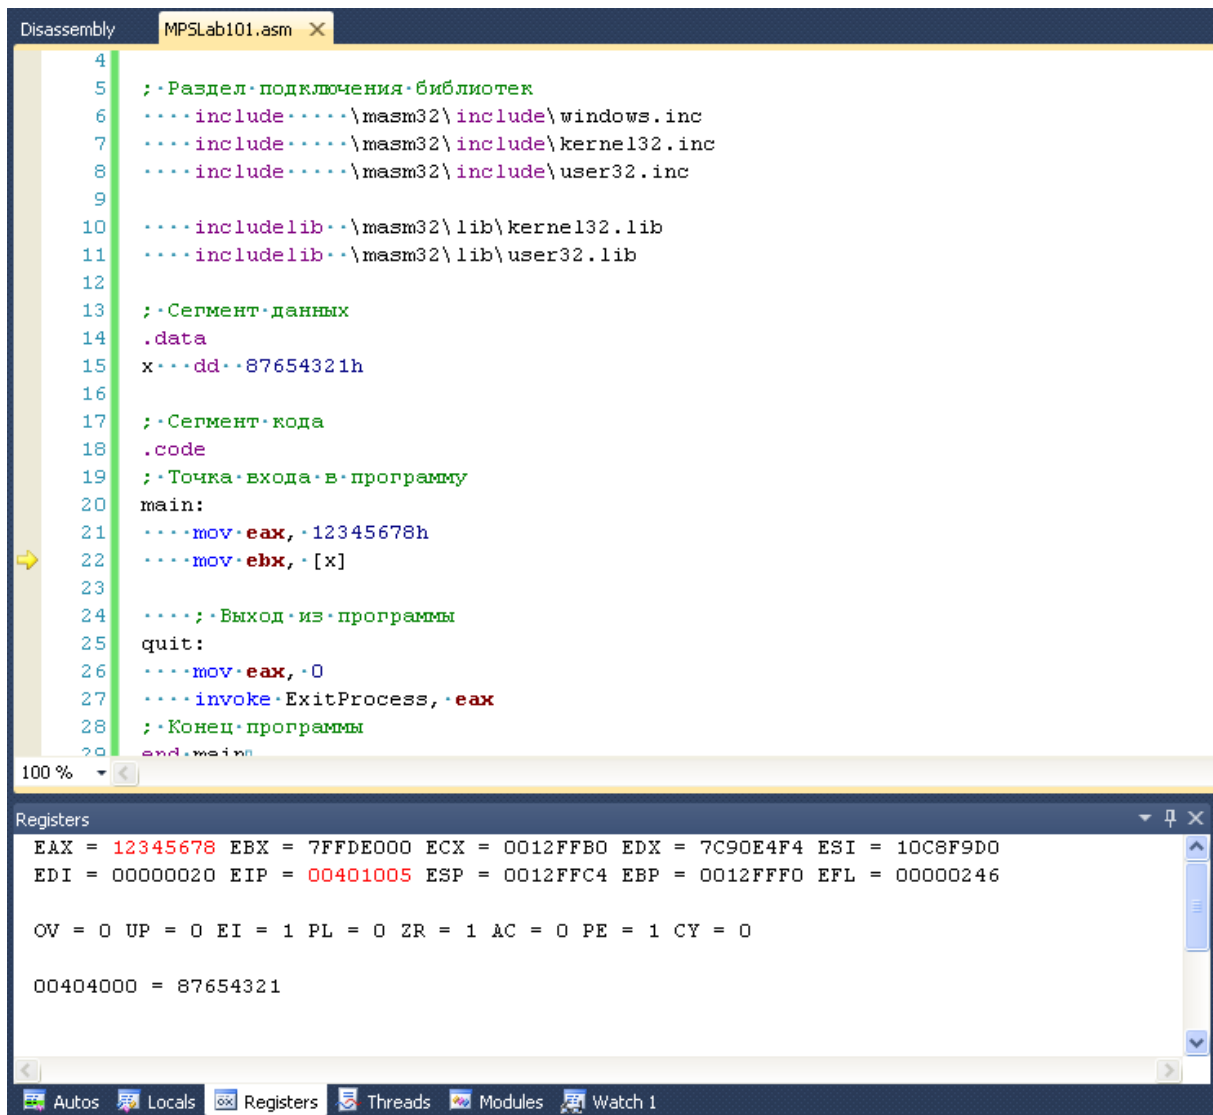 Disassembly MPSLab101.asm
4
5 ;·Раздел·подключения·библиотек
6 ····include·····\masm32\include\windows.inc
7 ····include·····\masm32\include\kernel32.inc
8 ····include·····\masm32\include\user32.inc
9
10 ····includelib··\masm32\lib\kernel32.lib
11 ····includelib··\masm32\lib\user32.lib
12
13 ;·Сегмент·данных
14 .data
15 x···dd··87654321h
16
17 ;·Сегмент·кода
18 .code
19 ;·Точка·входа·в·программу
20 main:
21 ····mov·eax,·12345678h
22 ····mov·ebx,·[x]
23
24 ····;·Выход·из·программы
25 quit:
26 ····mov·eax,·0
27 ····invoke·ExitProcess,·eax
28 ;·Конец·программы
29 end·main
100 %
Registers
EAX = 12345678 EBX = 7FFDE000 ECX = 0012FFB0 EDX = 7C90E4F4 ESI = 10C8F9D0
EDI = 00000020 EIP = 00401005 ESP = 0012FFC4 EBP = 0012FFF0 EFL = 00000246
OV = 0 UP = 0 EI = 1 PL = 0 ZR = 1 AC = 0 PE = 1 CY = 0
00404000 = 87654321
Autos Locals Registers Threads Modules Watch 1